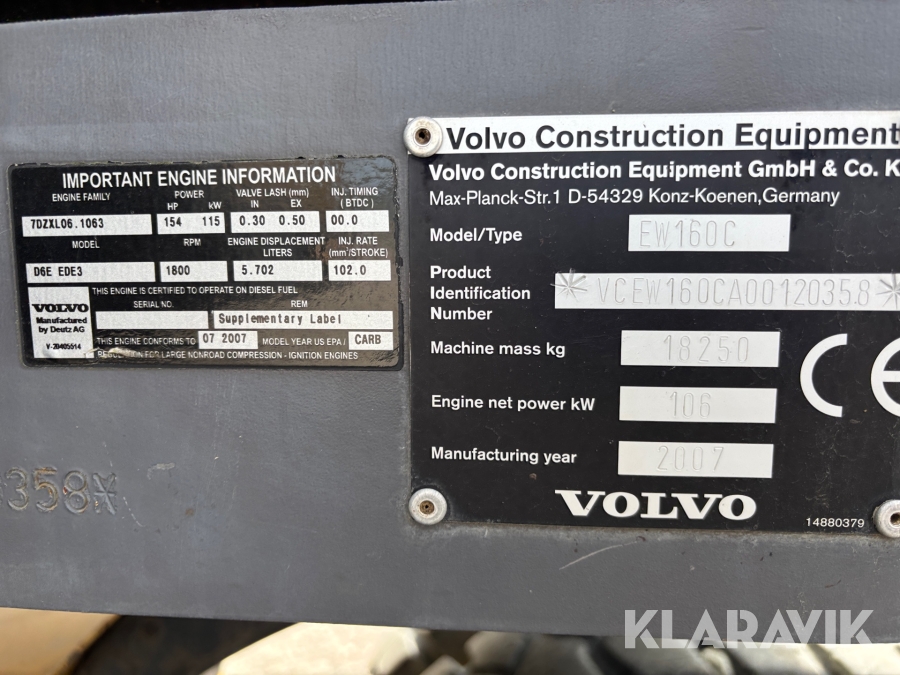 IMPORTANT ENGINE INFORMATION
ENGINE FAMILY
POWER
HP KW
VALVE LASH (mm)
IN EX
INJ. TIMING
( BTDC )
7DZXL06.1063
154 115
0.30 0.50
00.0
MODEL
RPM
ENGINE DISPLACEMENT
LITERS
INJ. RATE
(mm³/STROKE)
D6E EDE3
1800
5.702
102.0
THIS ENGINE IS CERTIFIED TO OPERATE ON DIESEL FUEL
SERIAL NO.
REM
VOLVO
Manufactured
by Deutz AG
V-20405514
Supplementary Label
THIS ENGINE CONFORMS TO 07 2007 MODEL YEAR US EPA / CARB
REGULATION FOR LARGE NONROAD COMPRESSION - IGNITION ENGINES
358
Volvo Construction Equipment
Volvo Construction Equipment GmbH & Co. K
Max-Planck-Str.1 D-54329 Konz-Koenen,Germany
Model/Type EW160C
Product
Identification
Number
*VCEW160CA00120358*
Machine mass kg 18250
Engine net power kW 106
Manufacturing year 2007
CE
VOLVO
14880379
KLARAVIK